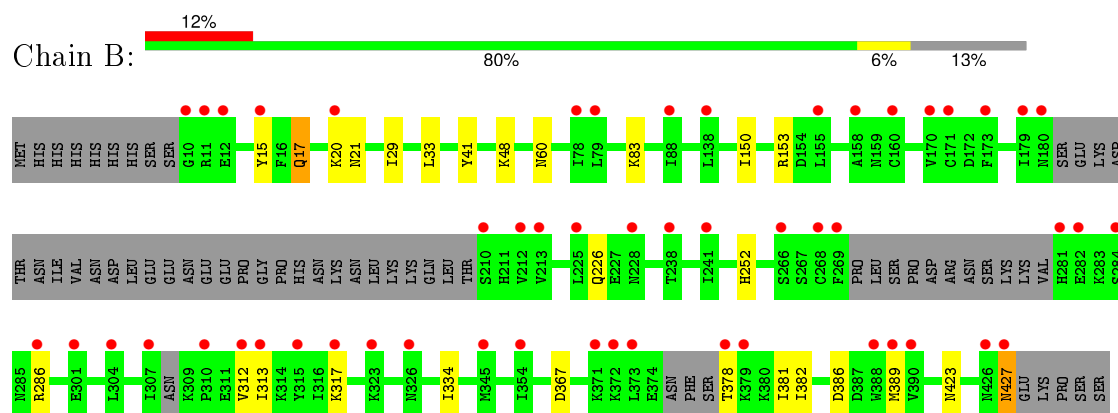 12%
Chain B:
80% 6% 13%
MET HIS HIS HIS HIS HIS HIS SER SER G10 R11 E12 Y15 F16 Q17 K20 N21 I29 L33 Y41 K48 N60 I78 L79 K83 I88 L138 I150 R153 D154 L155 A158 N159 C160 V170 C171 D172 F173 I179 N180 SER GLU LYS ASP
THR ASN ILE VAL ASN ASP LEU GLU GLU ASN GLU GLU PRO GLY PRO HIS ASN LYS ASN LEU LYS LYS GLN LEU THR S210 H211 V212 V213 L225 Q226 E227 N228 T238 I241 H252 S266 S267 C268 F269 PRO LEU SER PRO ASP ARG ASN SER LYS LYS VAL H281 E282 K283 S284
N285 R286 E301 L304 I307 ASN K309 P310 E311 V312 I313 K314 Y315 I316 K317 K323 N326 I334 M345 I354 D367 K371 K372 L373 E374 ASN PHE SER T378 K379 K380 I381 I382 D386 D387 W388 M389 V390 N423 N426 N427 GLU LYS PRO SER SER